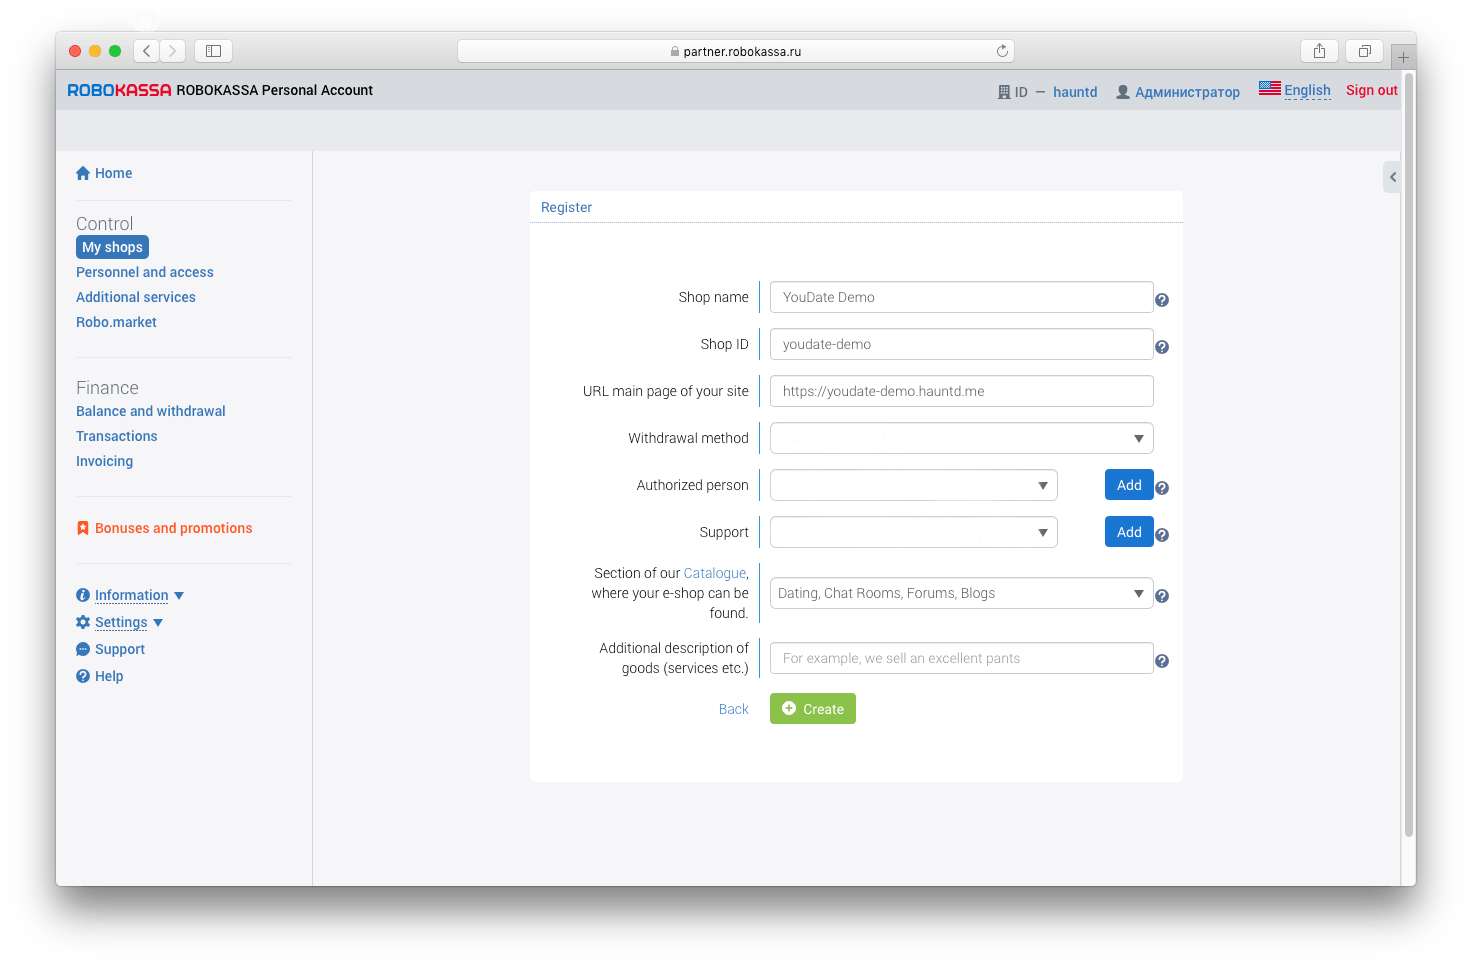 partner.robokassa.ru
ROBOKASSA ROBOKASSA Personal Account
ID — hauntd Администратор English Sign out
Home
Control
My shops
Personnel and access
Additional services
Robo.market
Finance
Balance and withdrawal
Transactions
Invoicing
Bonuses and promotions
Information
Settings
Support
Help
Register
Shop name YouDate Demo
Shop ID youdate-demo
URL main page of your site https://youdate-demo.hauntd.me
Withdrawal method
Authorized person Add
Support Add
Section of our Catalogue,
where your e-shop can be
found.
Dating, Chat Rooms, Forums, Blogs
Additional description of
goods (services etc.)
For example, we sell an excellent pants
Back Create